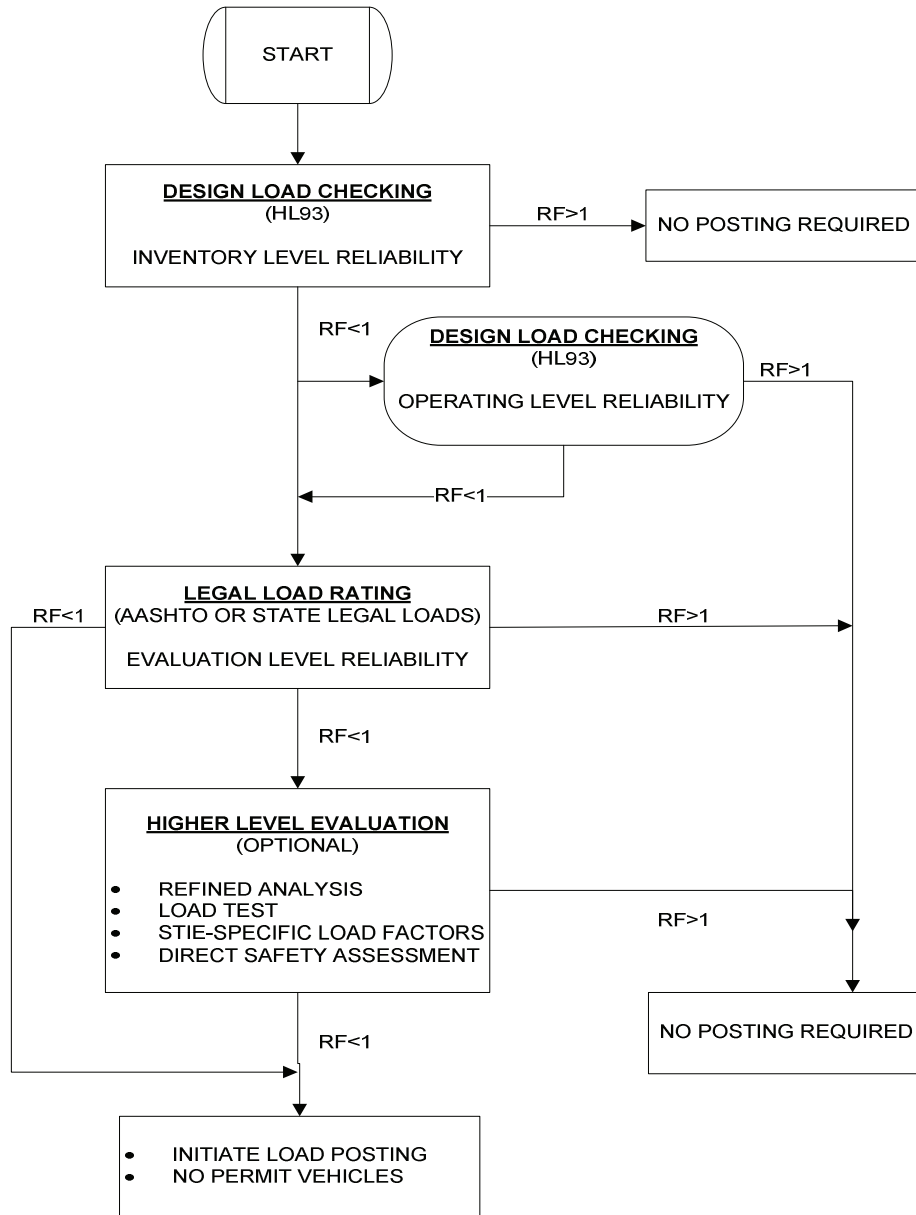 START
DESIGN LOAD CHECKING
(HL93)
INVENTORY LEVEL RELIABILITY
RF>1
NO POSTING REQUIRED
RF<1
DESIGN LOAD CHECKING
(HL93)
OPERATING LEVEL RELIABILITY
RF>1
RF<1
LEGAL LOAD RATING
(AASHTO OR STATE LEGAL LOADS)
EVALUATION LEVEL RELIABILITY
RF<1
RF>1
RF<1
HIGHER LEVEL EVALUATION
(OPTIONAL)
• REFINED ANALYSIS
• LOAD TEST
• STIE-SPECIFIC LOAD FACTORS
• DIRECT SAFETY ASSESSMENT
RF>1
NO POSTING REQUIRED
RF<1
• INITIATE LOAD POSTING
• NO PERMIT VEHICLES